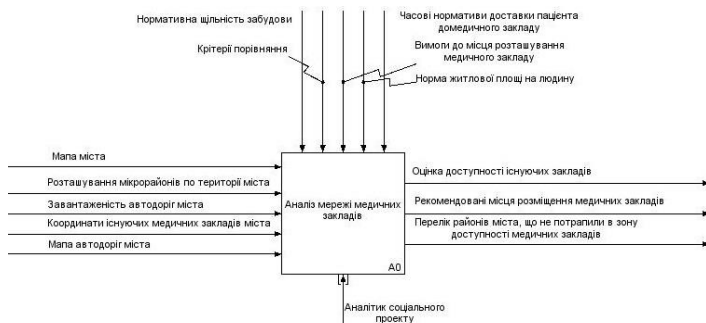 Нормативна щільність забудови
Часові нормативи доставки пацієнта
домедичного закладу
Крітерії порівняння
Вимоги до місця розташування
медичного закладу
Норма житлової площі на людину
Мапа міста
Розташування мікрорайонів по території міста
Завантаженість автодоріг міста
Координати існуючих медичних закладів міста
Мапа автодоріг міста
Аналіз мережі медичних
закладів
A0
Оцінка доступності існуючих закладів
Рекомендовані місця розміщення медичних закладів
Перелік районів міста, що не потрапили в зону
доступності медичних закладів
Аналітик соціального
проекту